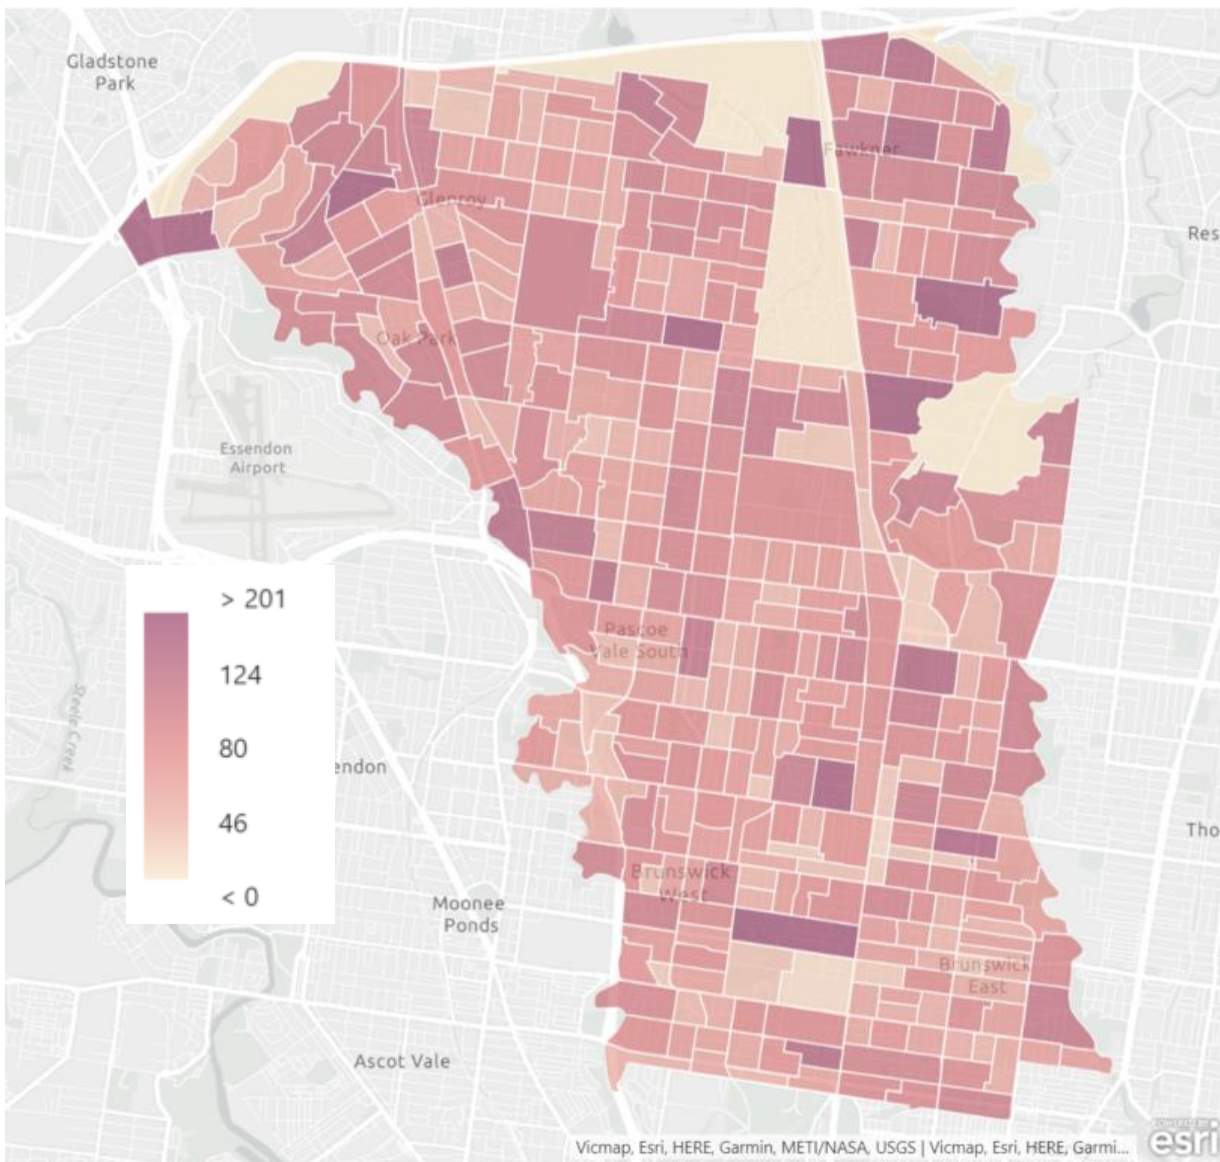 Gladstone
Park
Fawkner
Glenroy
Res
Oak Park
Essendon
Airport
> 201
124
80
46
< 0
Pascoe
Vale South
Steele Creek
endon
Tho
Brunswick
West
Moonee
Ponds
Brunswick
East
Ascot Vale
Vicmap, Esri, HERE, Garmin, METI/NASA, USGS | Vicmap, Esri, HERE, Garmi...
POWERED BY
esri